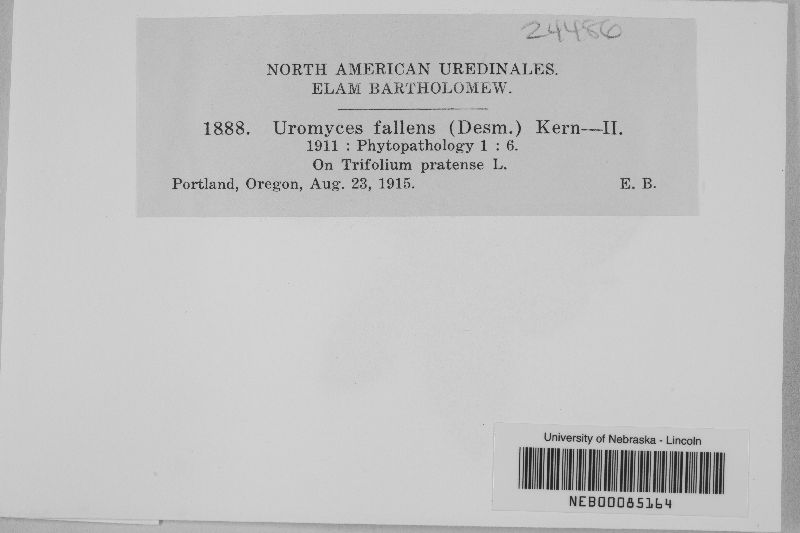 24486
NORTH AMERICAN UREDINALES.
ELAM BARTHOLOMEW.
1888. Uromyces fallens (Desm.) Kern—II.
1911 : Phytopathology 1 : 6.
On Trifolium pratense L.
Portland, Oregon, Aug. 23, 1915. E. B.
University of Nebraska - Lincoln
NEB00085164